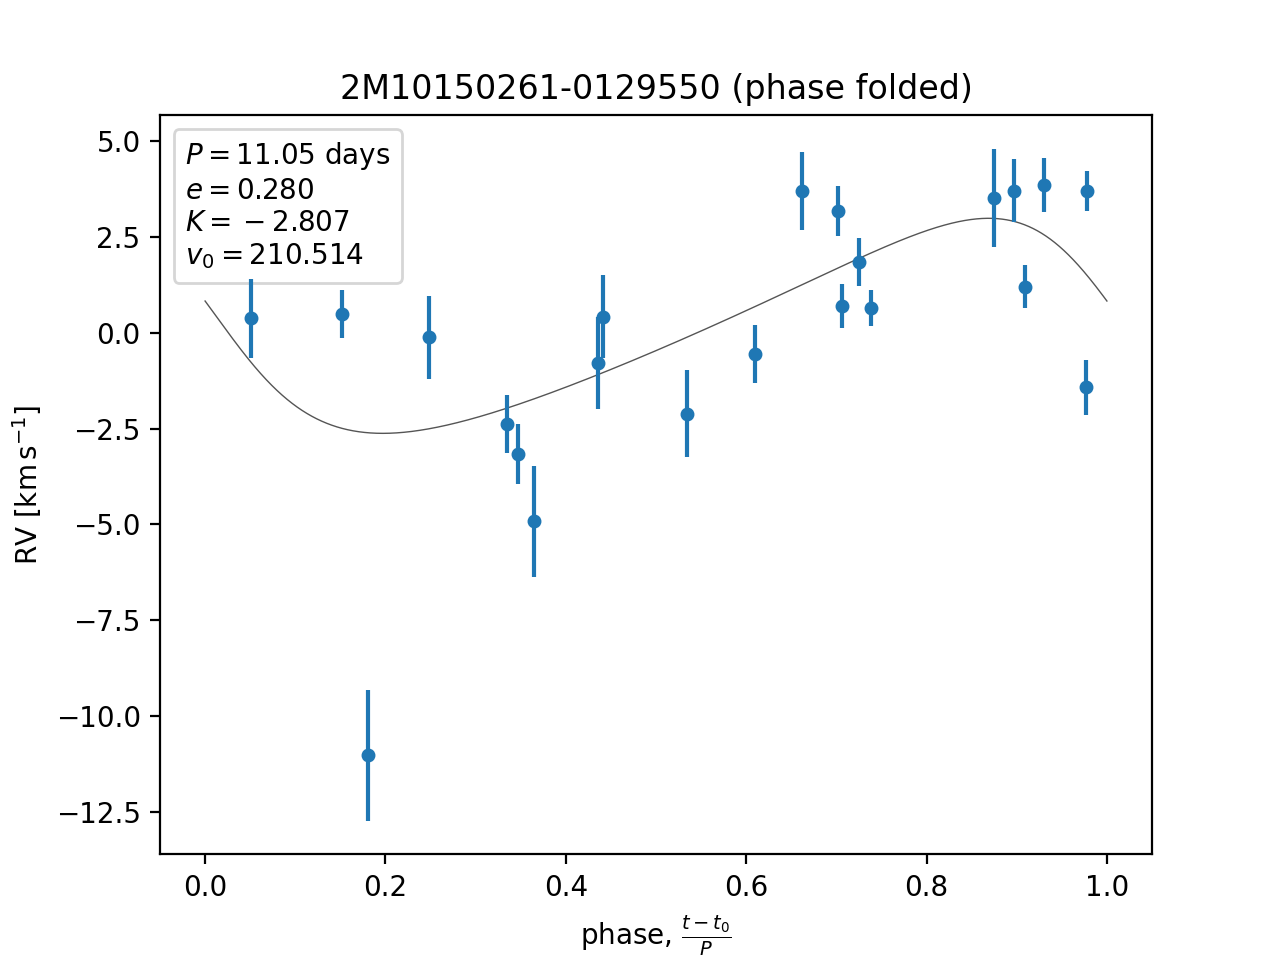 2M10150261-0129550 (phase folded)
P = 11.05 days
e = 0.280
K = −2.807
v₀ = 210.514
5.0
2.5
0.0
−2.5
−5.0
−7.5
−10.0
−12.5
RV [km s⁻¹]
0.0 0.2 0.4 0.6 0.8 1.0
phase, (t − t₀)/P